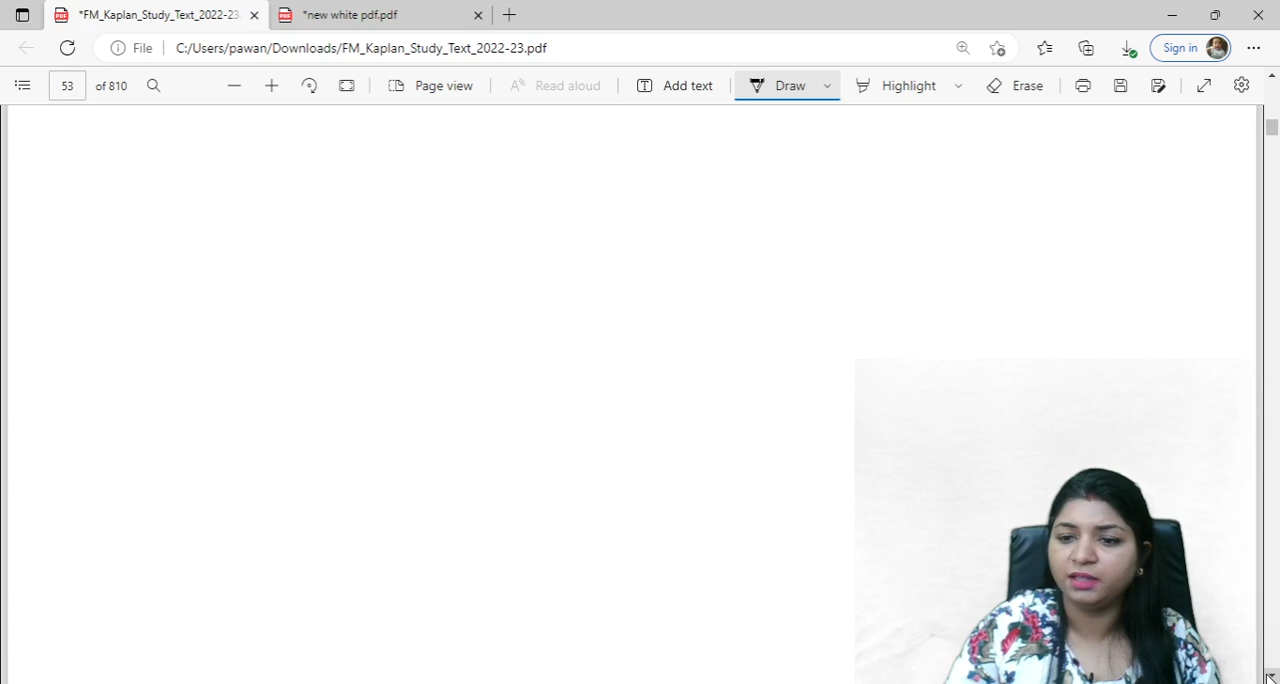 *FM_Kaplan_Study_Text_2022-23.
*new white pdf.pdf
File
C:/Users/pawan/Downloads/FM_Kaplan_Study_Text_2022-23.pdf
Sign in
53 of 810
Page view
Read aloud
Add text
Draw
Highlight
Erase